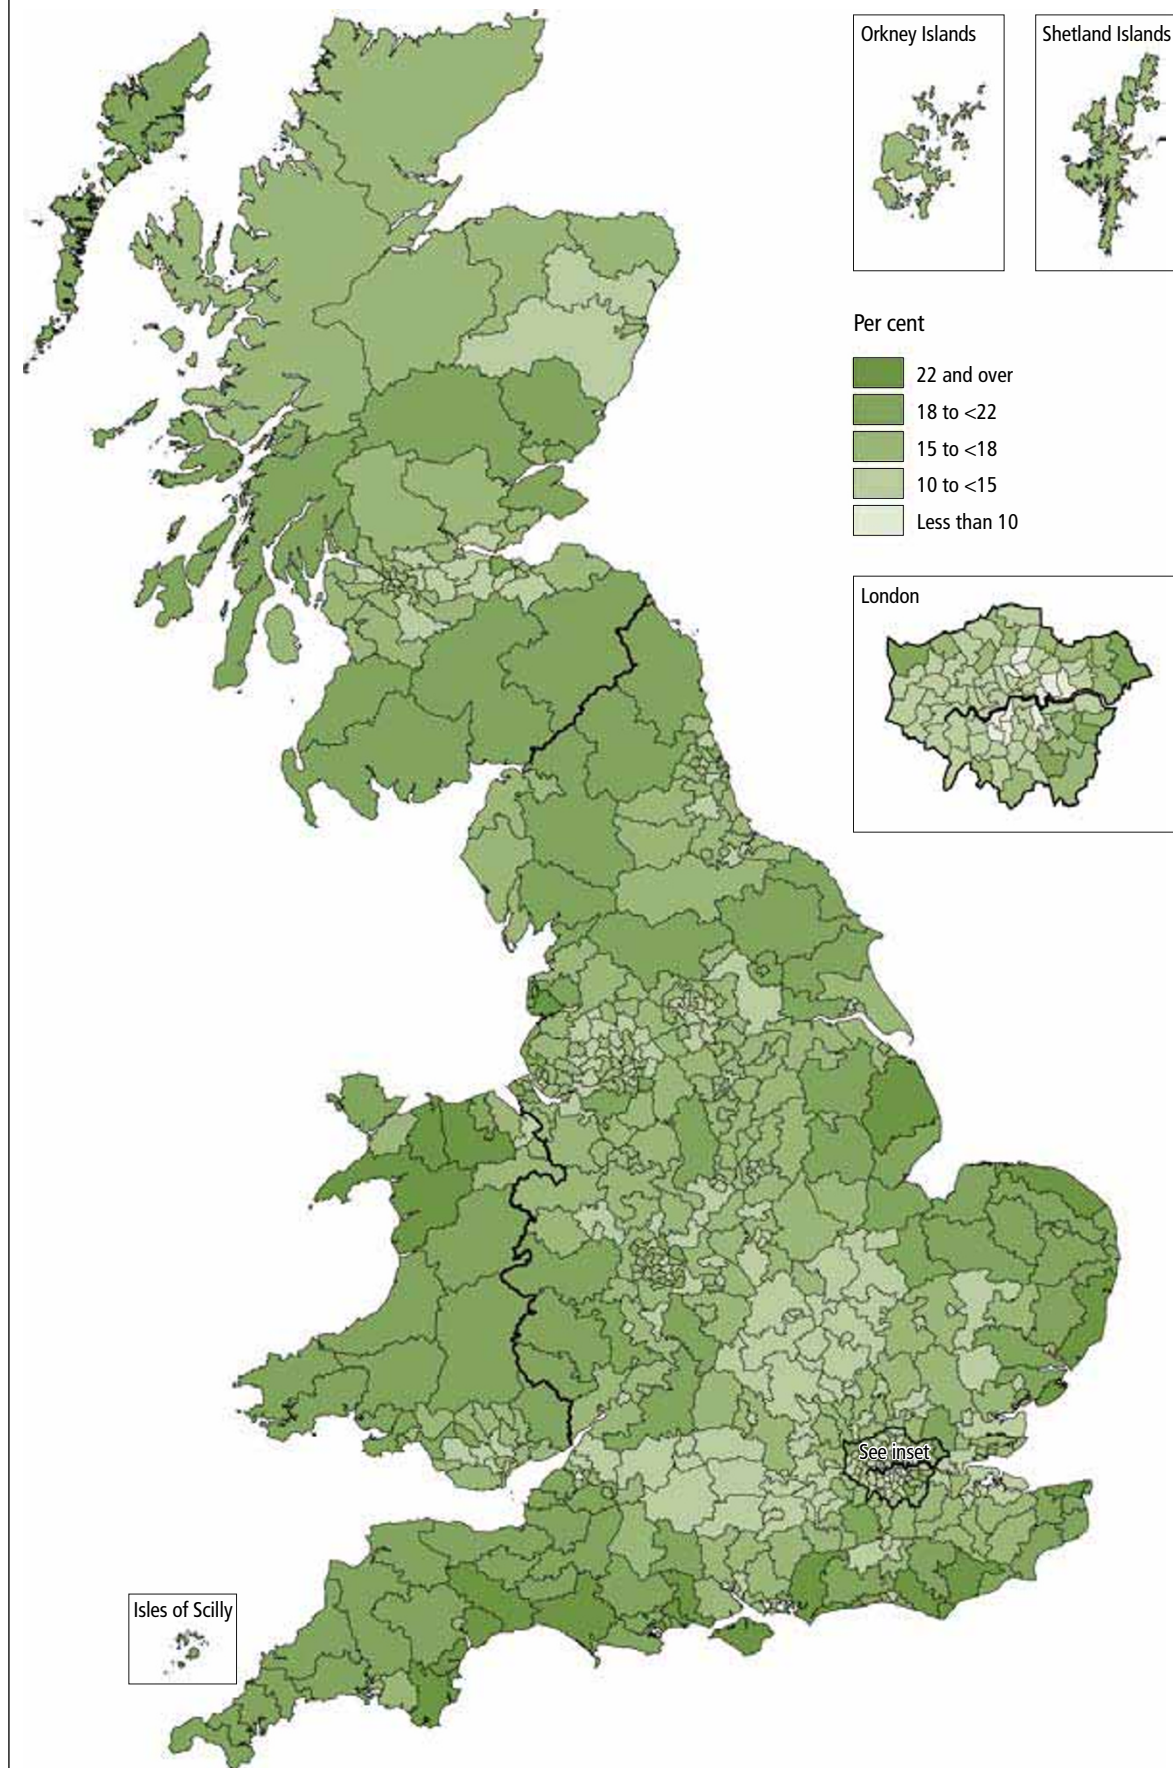 Orkney Islands
Shetland Islands
Per cent
22 and over
18 to <22
15 to <18
10 to <15
Less than 10
London
See inset
Isles of Scilly